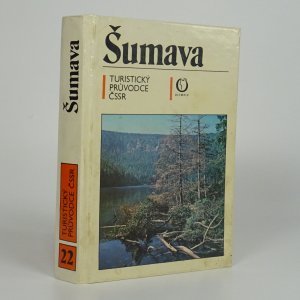 Šumava
TURISTICKÝ
PRŮVODCE
ČSSR
Šumava
TURISTICKÝ
PRŮVODCE ČSSR
22